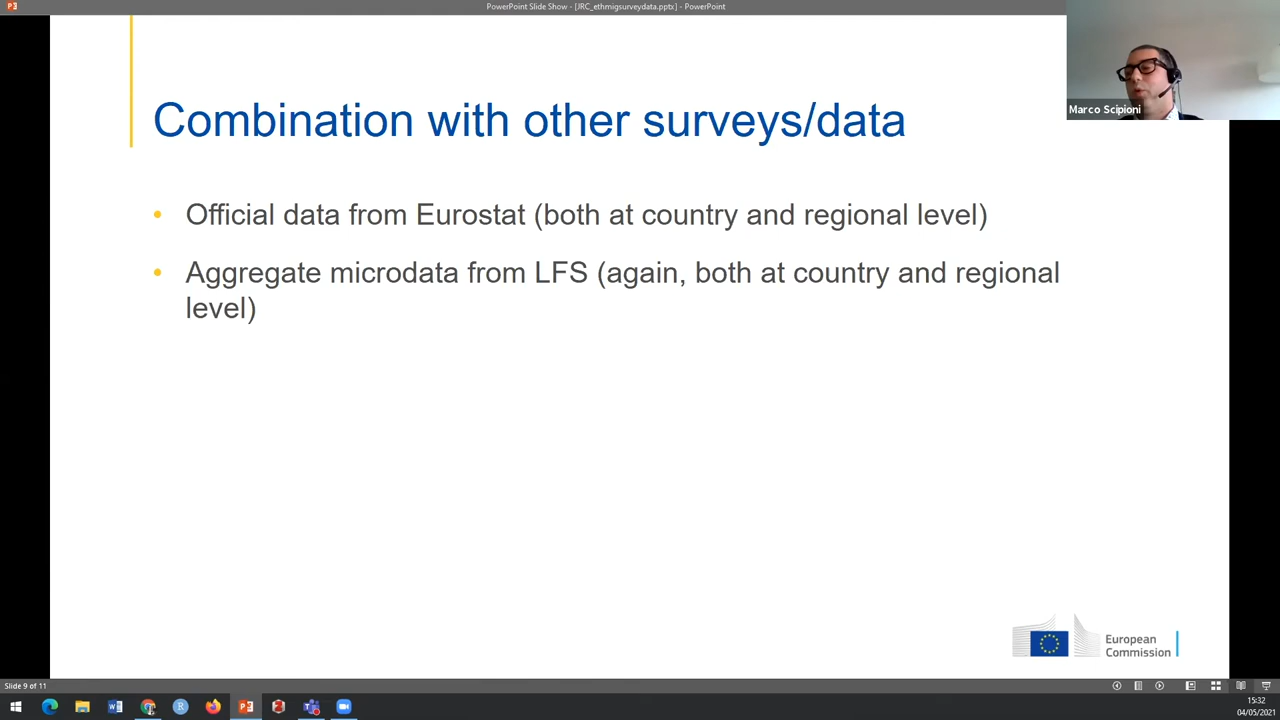 PowerPoint Slide Show - [JRC_ethmigsurveydata.pptx] - PowerPoint
Marco Scipioni
Combination with other surveys/data
• Official data from Eurostat (both at country and regional level)
• Aggregate microdata from LFS (again, both at country and regional
level)
European
Commission
Slide 9 of 11
15:32
04/05/2021